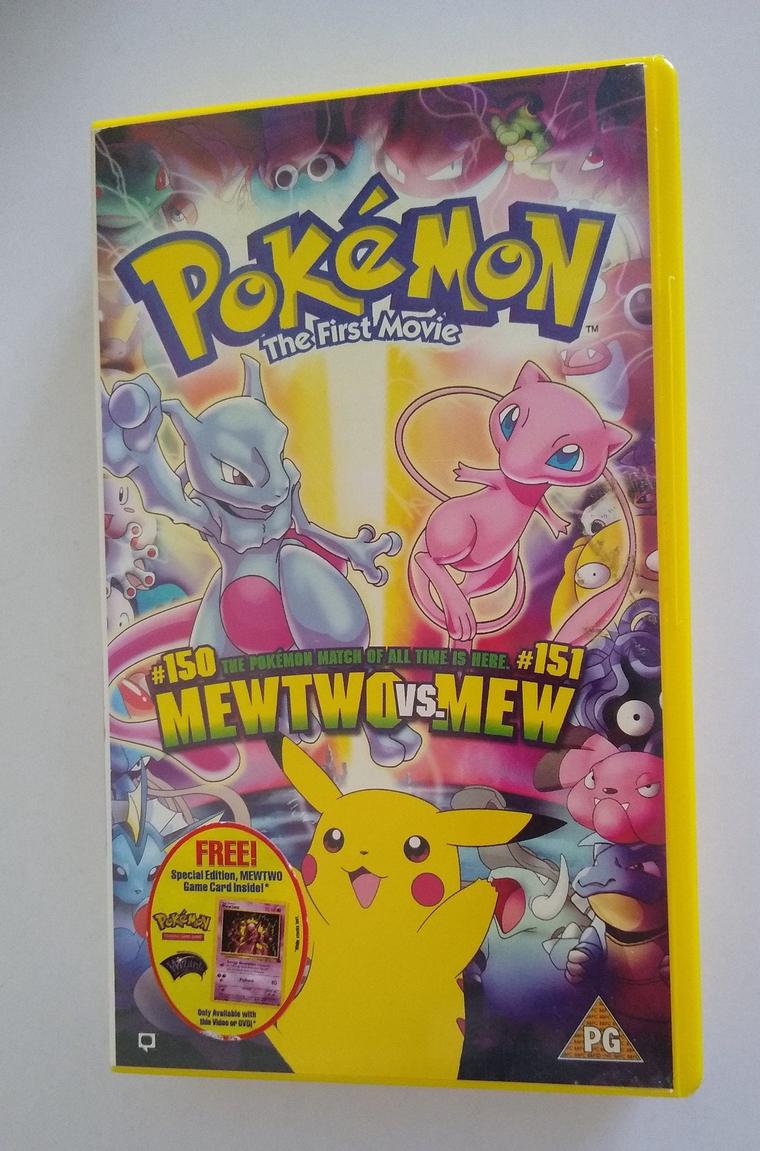 POKéMON
The First Movie
TM
#150 THE POKÉMON MATCH OF ALL TIME IS HERE. #151
MEWTWO VS. MEW
FREE!
Special Edition, MEWTWO
Game Card Inside!*
POKéMON
Only Available with
this Video or DVD!*
PG